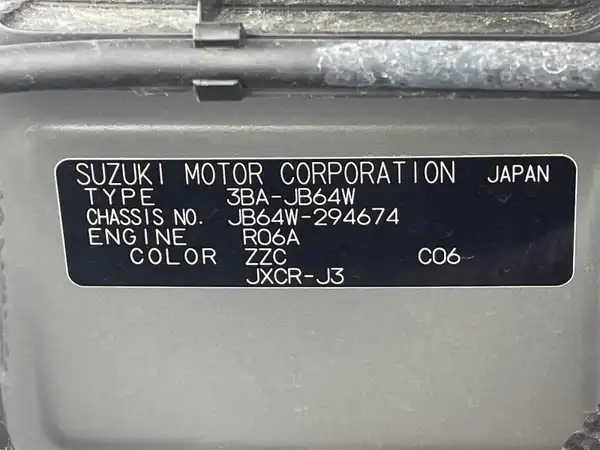 SUZUKI MOTOR CORPORATION JAPAN
TYPE 3BA-JB64W
CHASSIS NO. JB64W-294674
ENGINE R06A
COLOR ZZC C06
JXCR-J3